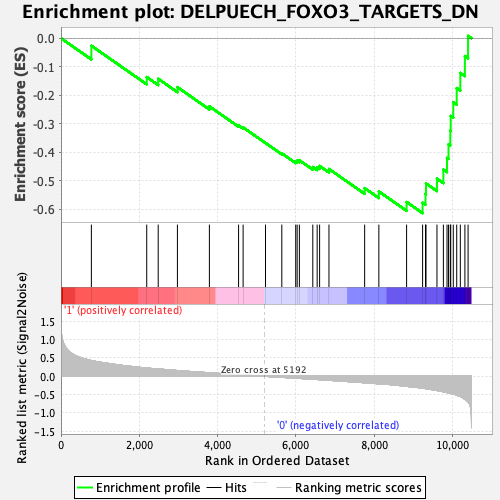 Enrichment plot: DELPUECH_FOXO3_TARGETS_DN
Enrichment score (ES)
0.0
-0.1
-0.2
-0.3
-0.4
-0.5
-0.6
'1' (positively correlated)
Ranked list metric (Signal2Noise)
1.5
1.0
0.5
0.0
-0.5
-1.0
-1.5
Zero cross at 5192
'0' (negatively correlated)
0 2,000 4,000 6,000 8,000 10,000
Rank in Ordered Dataset
Enrichment profile Hits Ranking metric scores